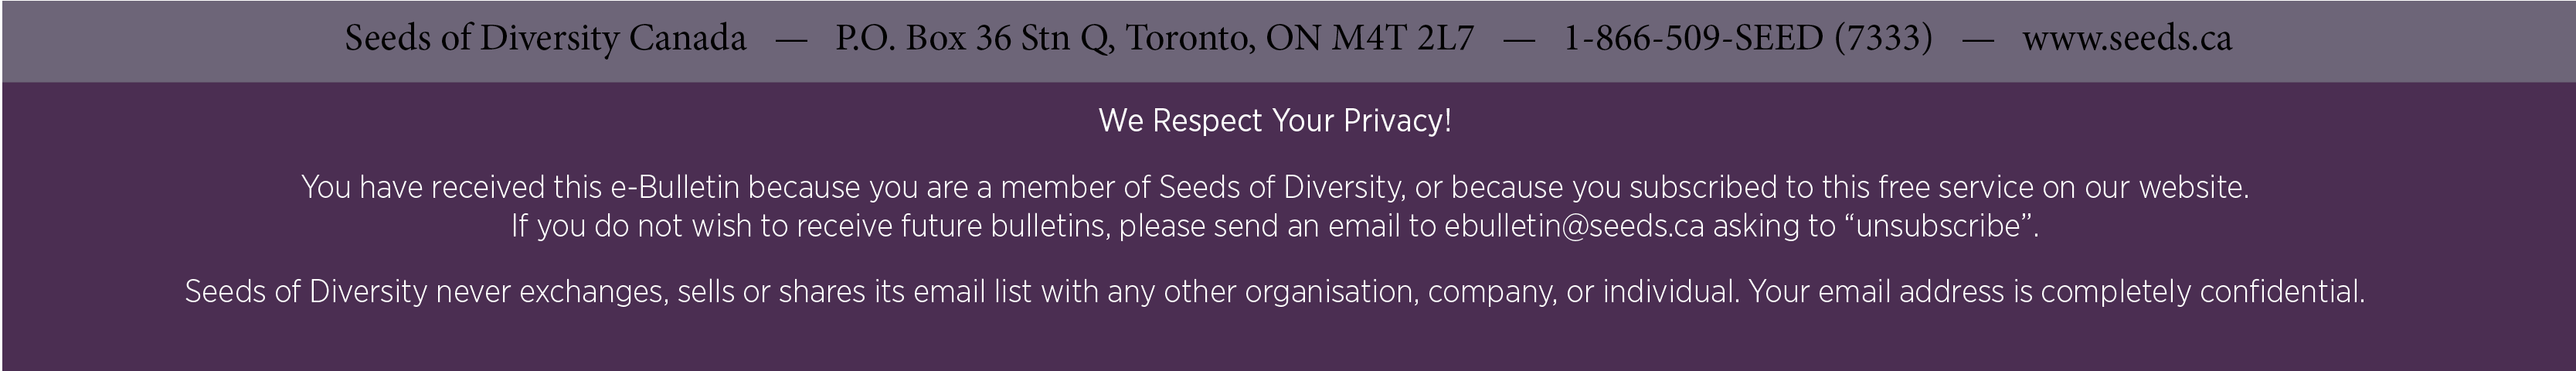 Seeds of Diversity Canada — P.O. Box 36 Stn Q, Toronto, ON M4T 2L7 — 1-866-509-SEED (7333) — www.seeds.ca
We Respect Your Privacy!
You have received this e-Bulletin because you are a member of Seeds of Diversity, or because you subscribed to this free service on our website.
If you do not wish to receive future bulletins, please send an email to ebulletin@seeds.ca asking to “unsubscribe”.
Seeds of Diversity never exchanges, sells or shares its email list with any other organisation, company, or individual. Your email address is completely confidential.